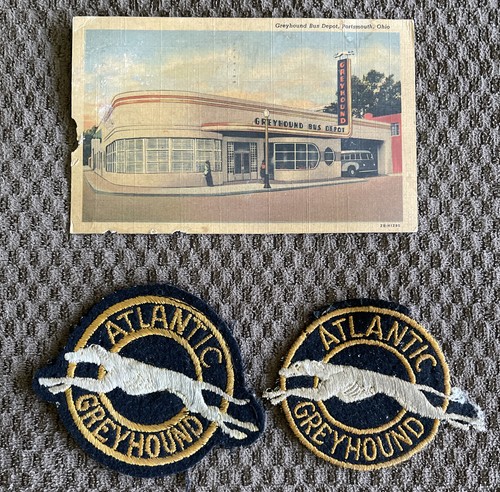 Greyhound Bus Depot, Portsmouth, Ohio
GREYHOUND
GREYHOUND BUS DEPOT
ATLANTIC
GREYHOUND
ATLANTIC
GREYHOUND